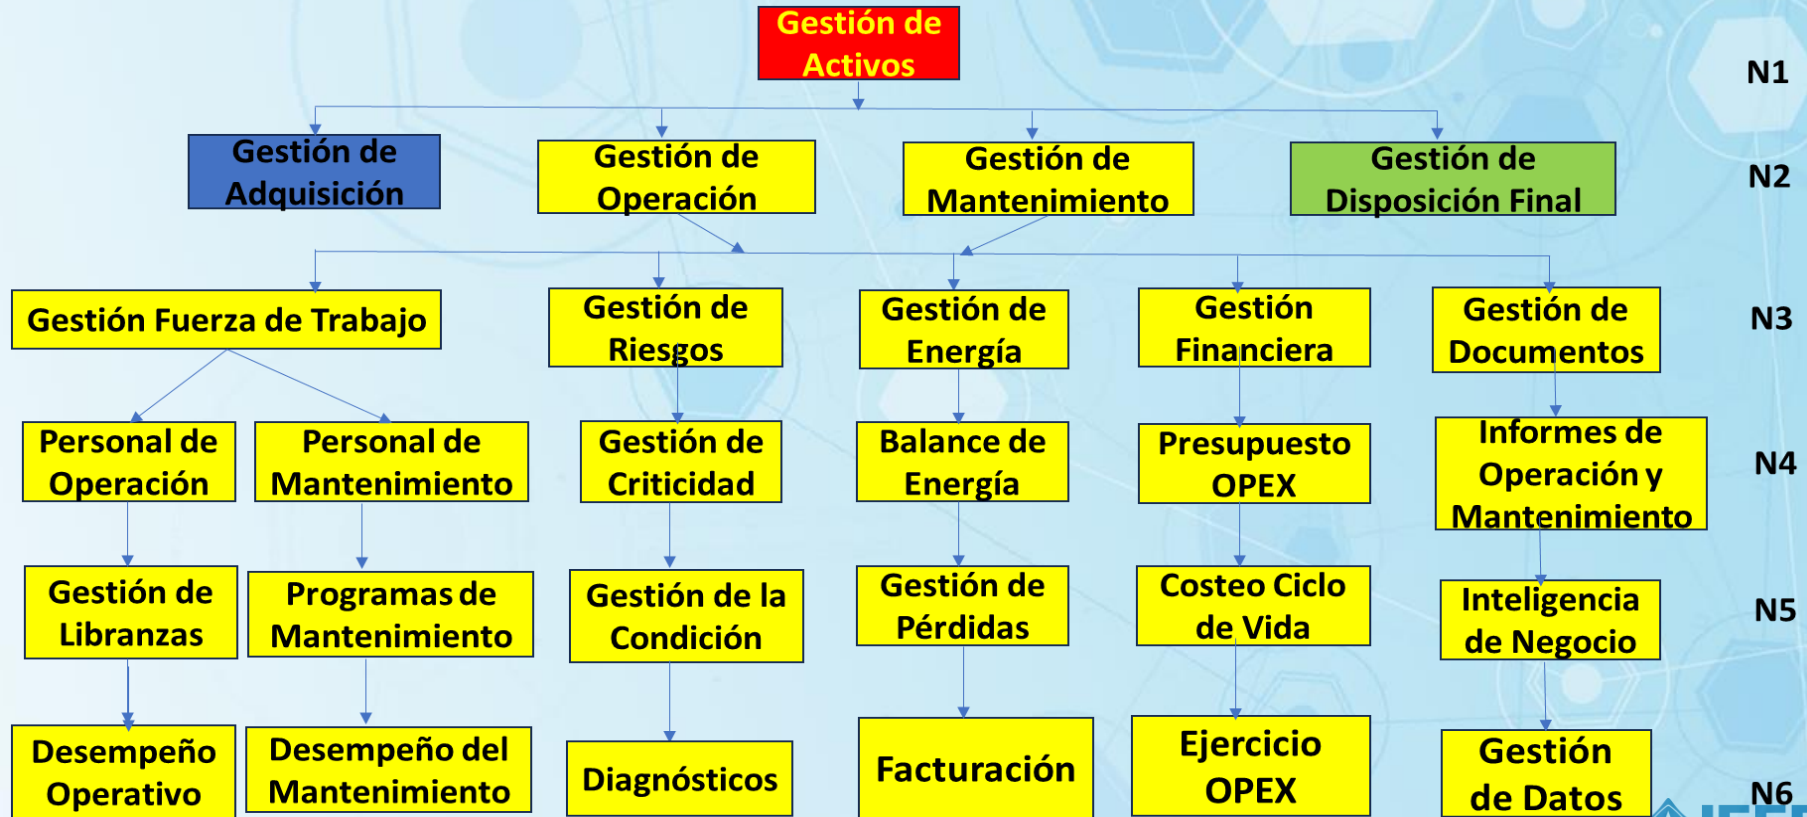 Gestión de
Activos
N1
Gestión de
Adquisición
Gestión de
Operación
Gestión de
Mantenimiento
Gestión de
Disposición Final
N2
Gestión Fuerza de Trabajo
Gestión de
Riesgos
Gestión de
Energía
Gestión
Financiera
Gestión de
Documentos
N3
Personal de
Operación
Personal de
Mantenimiento
Gestión de
Criticidad
Balance de
Energía
Presupuesto
OPEX
Informes de
Operación y
Mantenimiento
N4
Gestión de
Libranzas
Programas de
Mantenimiento
Gestión de la
Condición
Gestión de
Pérdidas
Costeo Ciclo
de Vida
Inteligencia
de Negocio
N5
Desempeño
Operativo
Desempeño del
Mantenimiento
Diagnósticos
Facturación
Ejercicio
OPEX
Gestión
de Datos
N6